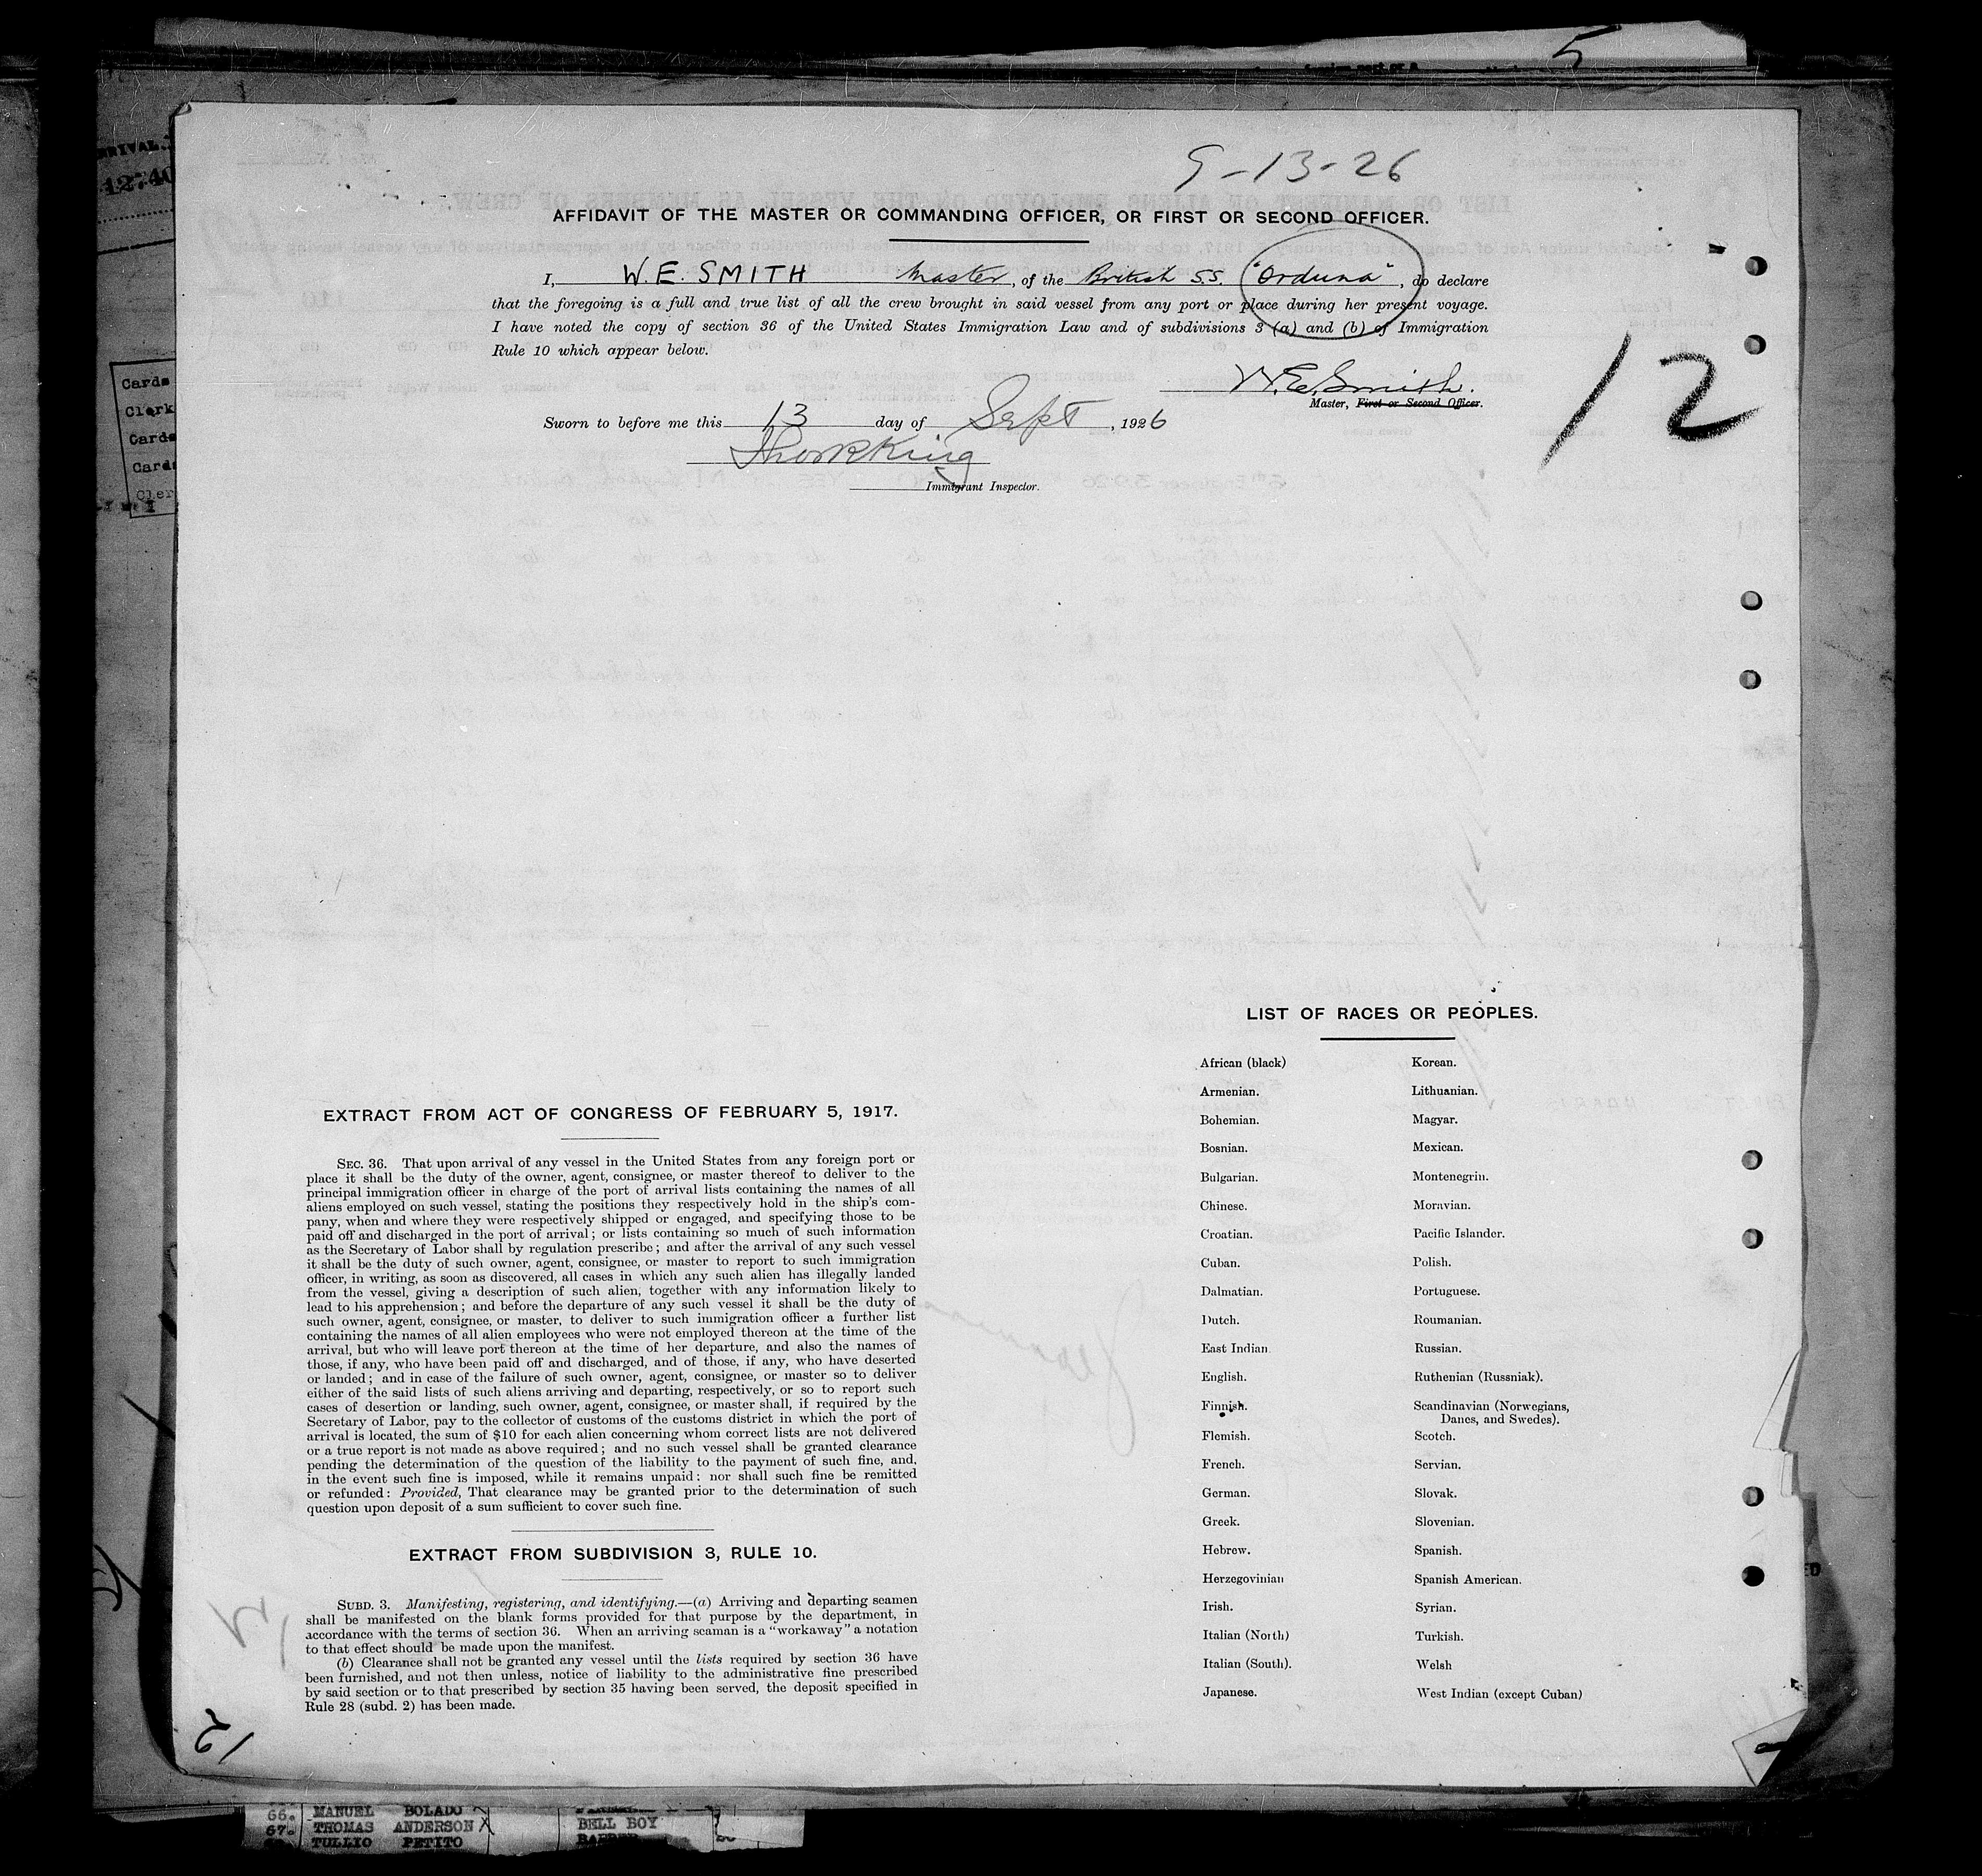 5
RIVAL
12:40
Cards
Clerk
Cards
Cards
Cler
9-13-26
AFFIDAVIT OF THE MASTER OR COMMANDING OFFICER, OR FIRST OR SECOND OFFICER.
I, W.E. SMITH Master, of the British S.S. "Orduna", do declare
that the foregoing is a full and true list of all the crew brought in said vessel from any port or place during her present voyage.
I have noted the copy of section 36 of the United States Immigration Law and of subdivisions 3 (a) and (b) of Immigration
Rule 10 which appear below.
W.E. Smith.
Master, First or Second Officer.
12
Sworn to before me this 13 day of Sept, 1926
King
Immigrant Inspector.
EXTRACT FROM ACT OF CONGRESS OF FEBRUARY 5, 1917.
SEC. 36. That upon arrival of any vessel in the United States from any foreign port or
place it shall be the duty of the owner, agent, consignee, or master thereof to deliver to the
principal immigration officer in charge of the port of arrival lists containing the names of all
aliens employed on such vessel, stating the positions they respectively hold in the ship's com-
pany, when and where they were respectively shipped or engaged, and specifying those to be
paid off and discharged in the port of arrival; or lists containing so much of such information
as the Secretary of Labor shall by regulation prescribe; and after the arrival of any such vessel
it shall be the duty of such owner, agent, consignee, or master to report to such immigration
officer, in writing, as soon as discovered, all cases in which any such alien has illegally landed
from the vessel, giving a description of such alien, together with any information likely to
lead to his apprehension; and before the departure of any such vessel it shall be the duty of
such owner, agent, consignee, or master, to deliver to such immigration officer a further list
containing the names of all alien employees who were not employed thereon at the time of the
arrival, but who will leave port thereon at the time of her departure, and also the names of
those, if any, who have been paid off and discharged, and of those, if any, who have deserted
or landed; and in case of the failure of such owner, agent, consignee, or master so to deliver
either of the said lists of such aliens arriving and departing, respectively, or so to report such
cases of desertion or landing, such owner, agent, consignee, or master shall, if required by the
Secretary of Labor, pay to the collector of customs of the customs district in which the port of
arrival is located, the sum of $10 for each alien concerning whom correct lists are not delivered
or a true report is not made as above required; and no such vessel shall be granted clearance
pending the determination of the question of the liability to the payment of such fine, and,
in the event such fine is imposed, while it remains unpaid: nor shall such fine be remitted
or refunded: Provided, That clearance may be granted prior to the determination of such
question upon deposit of a sum sufficient to cover such fine.
EXTRACT FROM SUBDIVISION 3, RULE 10.
SUBD. 3. Manifesting, registering, and identifying.—(a) Arriving and departing seamen
shall be manifested on the blank forms provided for that purpose by the department, in
accordance with the terms of section 36. When an arriving seaman is a "workaway" a notation
to that effect should be made upon the manifest.
(b) Clearance shall not be granted any vessel until the lists required by section 36 have
been furnished, and not then unless, notice of liability to the administrative fine prescribed
by said section or to that prescribed by section 35 having been served, the deposit specified in
Rule 28 (subd. 2) has been made.
LIST OF RACES OR PEOPLES.
African (black)
Armenian.
Bohemian.
Bosnian.
Bulgarian.
Chinese.
Croatian.
Cuban.
Dalmatian.
Dutch.
East Indian
English.
Finnish.
Flemish.
French.
German.
Greek.
Hebrew.
Herzegovinian
Irish.
Italian (North)
Italian (South).
Japanese.
Korean.
Lithuanian.
Magyar.
Mexican.
Montenegrin.
Moravian.
Pacific Islander.
Polish.
Portuguese.
Roumanian.
Russian.
Ruthenian (Russniak).
Scandinavian (Norwegians,
Danes, and Swedes).
Scotch.
Servian.
Slovak.
Slovenian.
Spanish.
Spanish American.
Syrian.
Turkish.
Welsh
West Indian (except Cuban)
12
66. MANUEL BOLADO
67. THOMAS ANDERSON BELL BOY
TULLIO PETITO